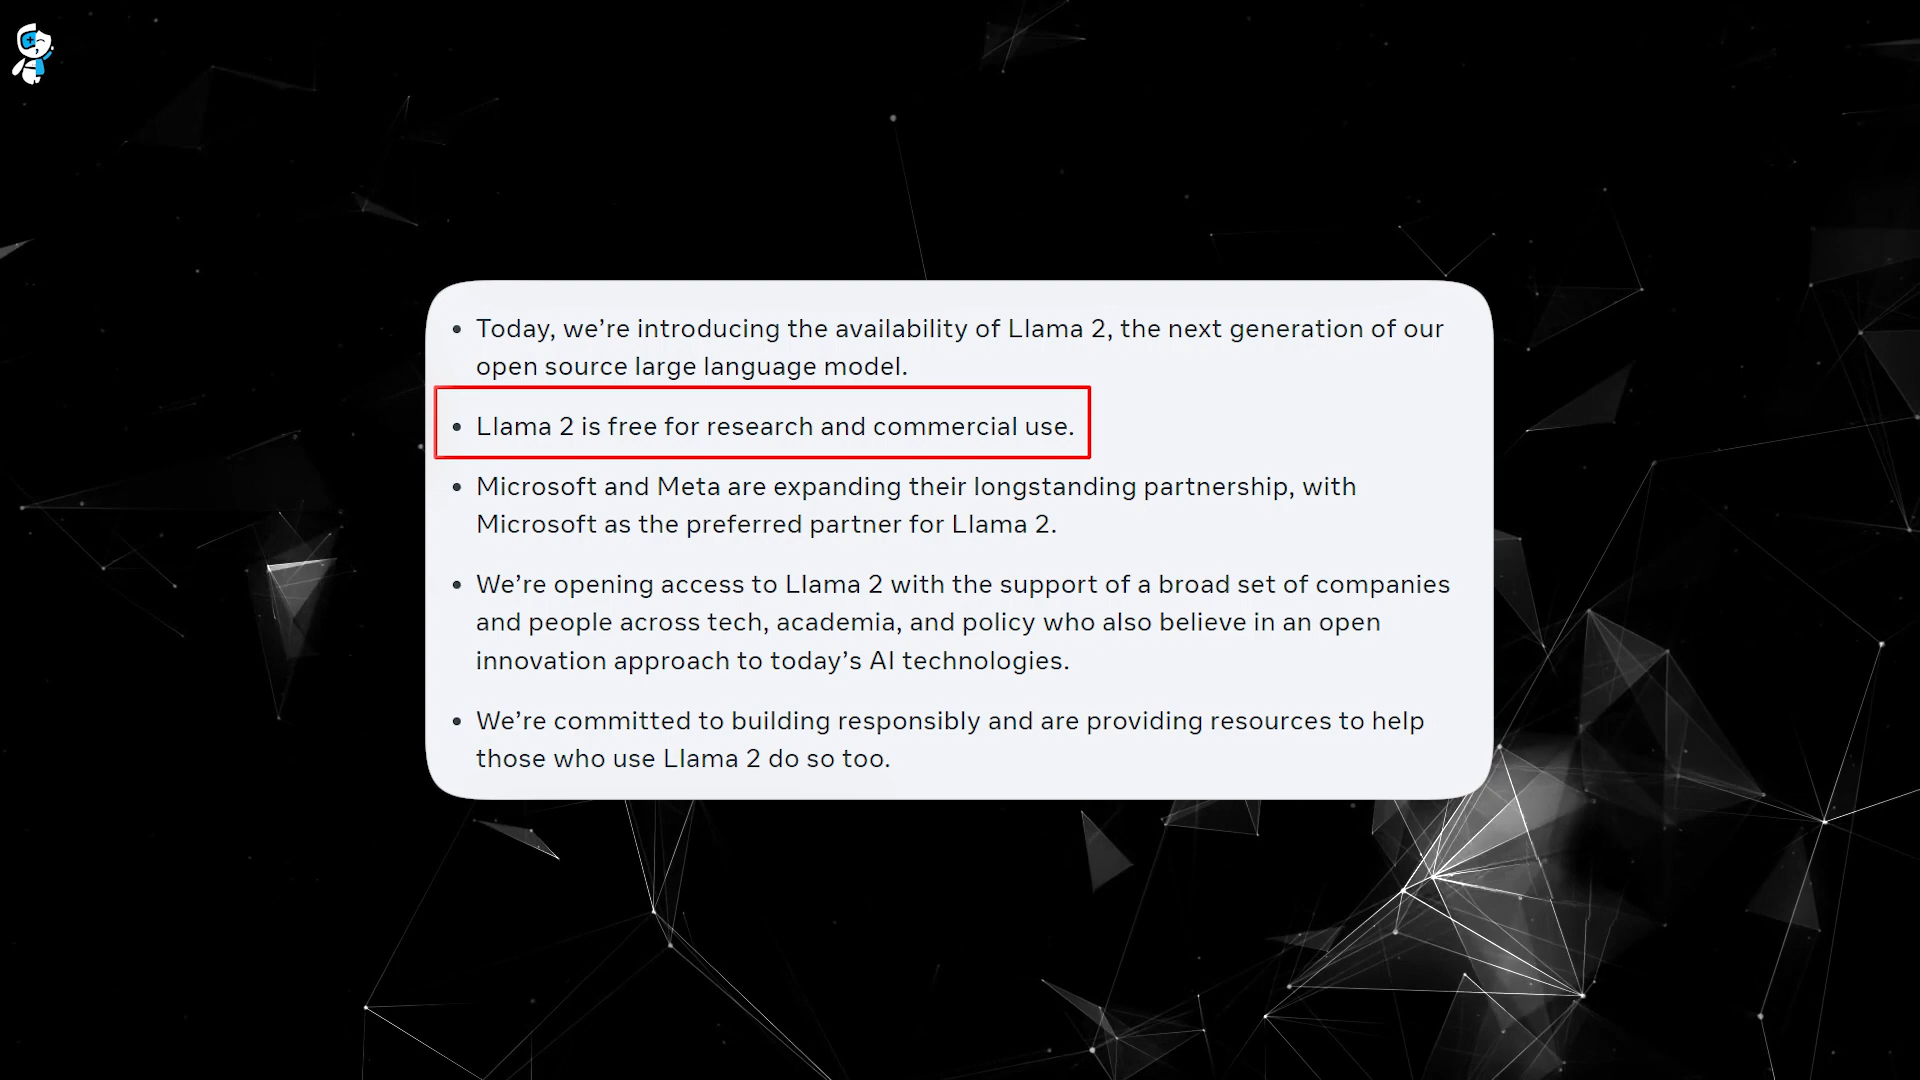 • Today, we’re introducing the availability of Llama 2, the next generation of our
open source large language model.
• Llama 2 is free for research and commercial use.
• Microsoft and Meta are expanding their longstanding partnership, with
Microsoft as the preferred partner for Llama 2.
• We’re opening access to Llama 2 with the support of a broad set of companies
and people across tech, academia, and policy who also believe in an open
innovation approach to today’s AI technologies.
• We’re committed to building responsibly and are providing resources to help
those who use Llama 2 do so too.